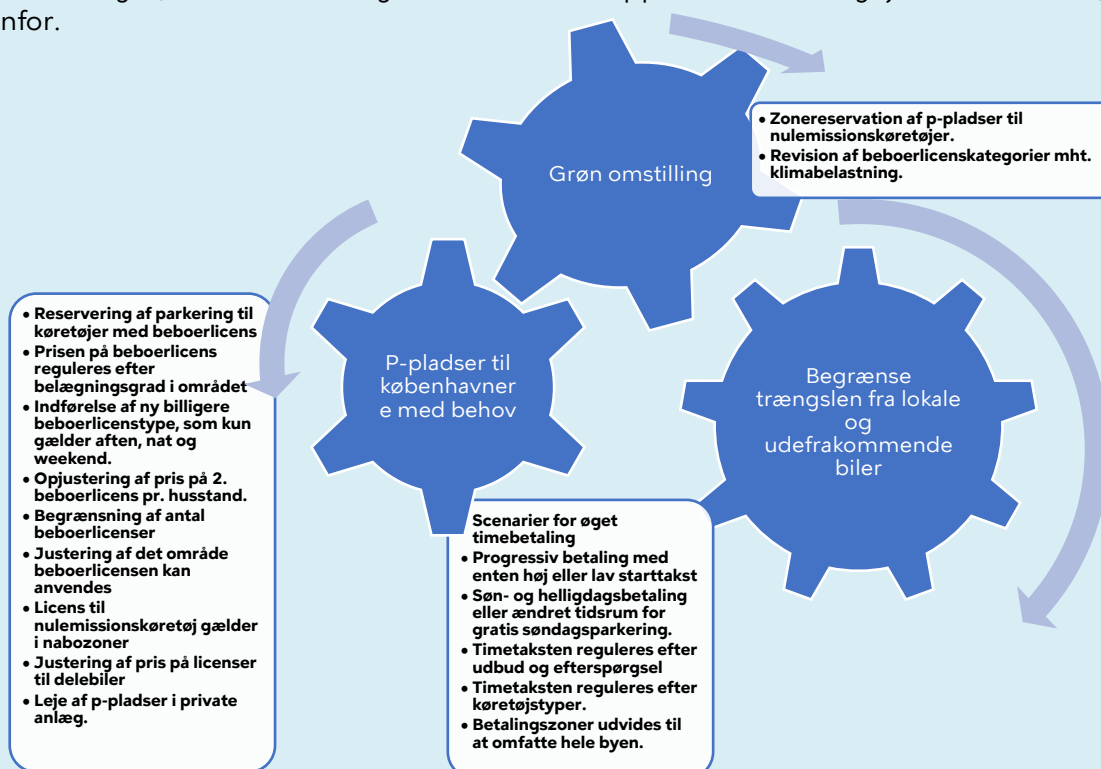 nfor.
Grøn omstilling
• Zonereservation af p-pladser til
nulemissionskøretøjer.
• Revision af beboerlicenskategorier mht.
klimabelastning.
P-pladser til
københavner
e med behov
• Reservering af parkering til
køretøjer med beboerlicens
• Prisen på beboerlicens
reguleres efter
belægningsgrad i området
• Indførelse af ny billigere
beboerlicenstype, som kun
gælder aften, nat og
weekend.
• Opjustering af pris på 2.
beboerlicens pr. husstand.
• Begrænsning af antal
beboerlicenser
• Justering af det område
beboerlicensen kan
anvendes
• Licens til
nulemissionskøretøj gælder
i nabozoner
• Justering af pris på licenser
til delebiler
• Leje af p-pladser i private
anlæg.
Begrænse
trængslen fra lokale
og
udefrakommende
biler
Scenarier for øget
timebetaling
• Progressiv betaling med
enten høj eller lav starttakst
• Søn- og helligdagsbetaling
eller ændret tidsrum for
gratis søndagsparkering.
• Timetaksten reguleres efter
udbud og efterspørgsel
• Timetaksten reguleres efter
køretøjstyper.
• Betalingszoner udvides til
at omfatte hele byen.